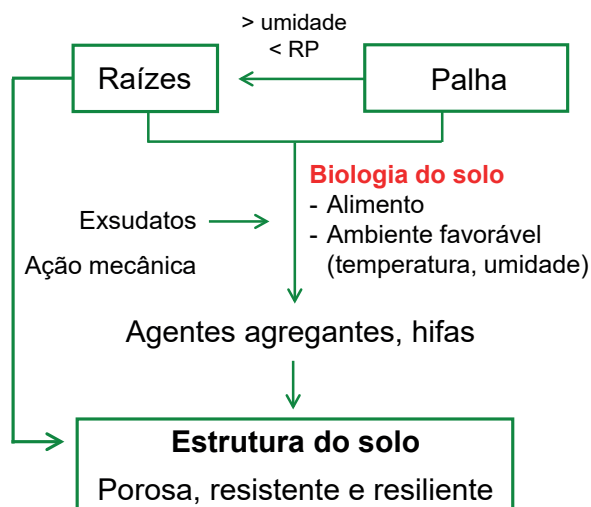 > umidade
< RP
Raízes
Palha
Biologia do solo
- Alimento
- Ambiente favorável
(temperatura, umidade)
Exsudatos
Ação mecânica
Agentes agregantes, hifas
Estrutura do solo
Porosa, resistente e resiliente